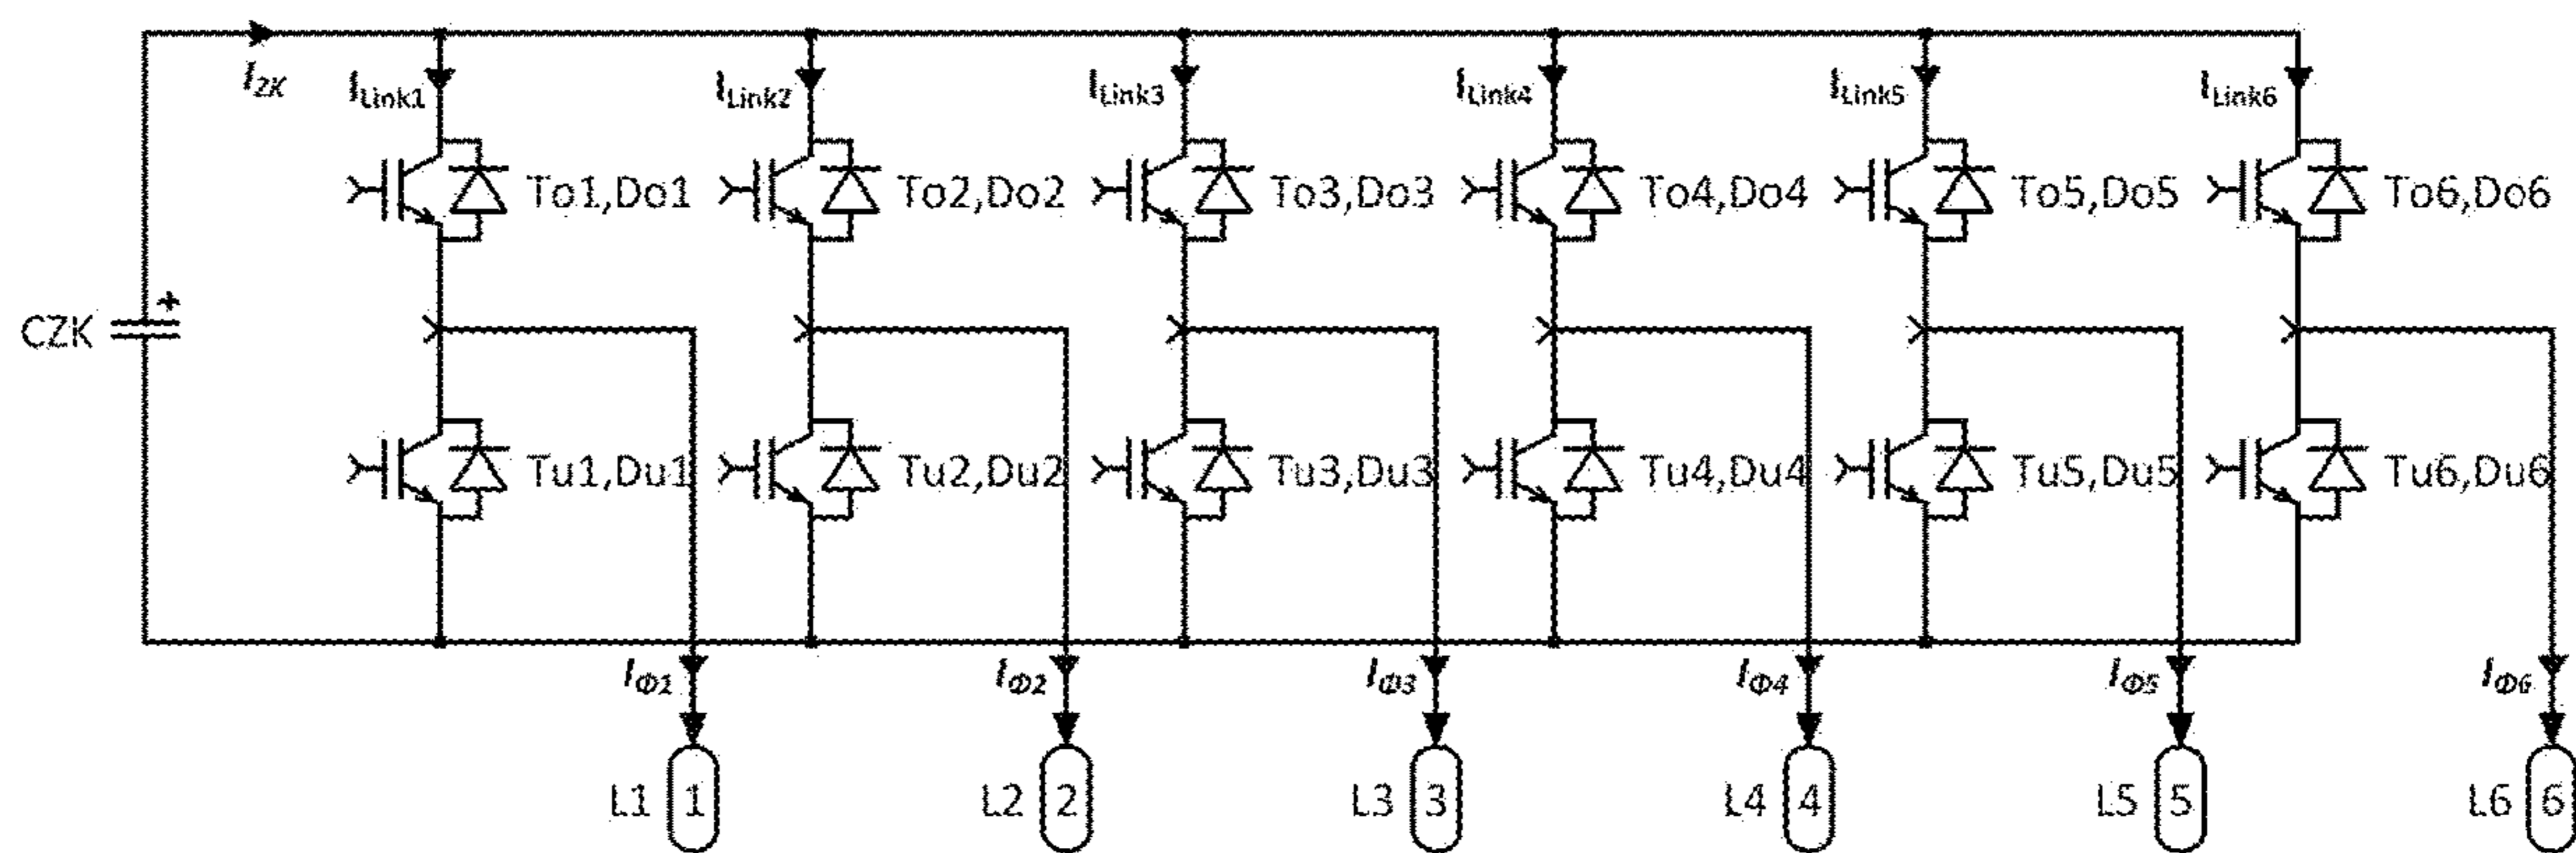 I_ZK I_Link1 I_Link2 I_Link3 I_Link4 I_Link5 I_Link6
To1,Do1 To2,Do2 To3,Do3 To4,Do4 To5,Do5 To6,Do6
CZK +
Tu1,Du1 Tu2,Du2 Tu3,Du3 Tu4,Du4 Tu5,Du5 Tu6,Du6
I_Φ1 I_Φ2 I_Φ3 I_Φ4 I_Φ5 I_Φ6
L1 1 L2 2 L3 3 L4 4 L5 5 L6 6